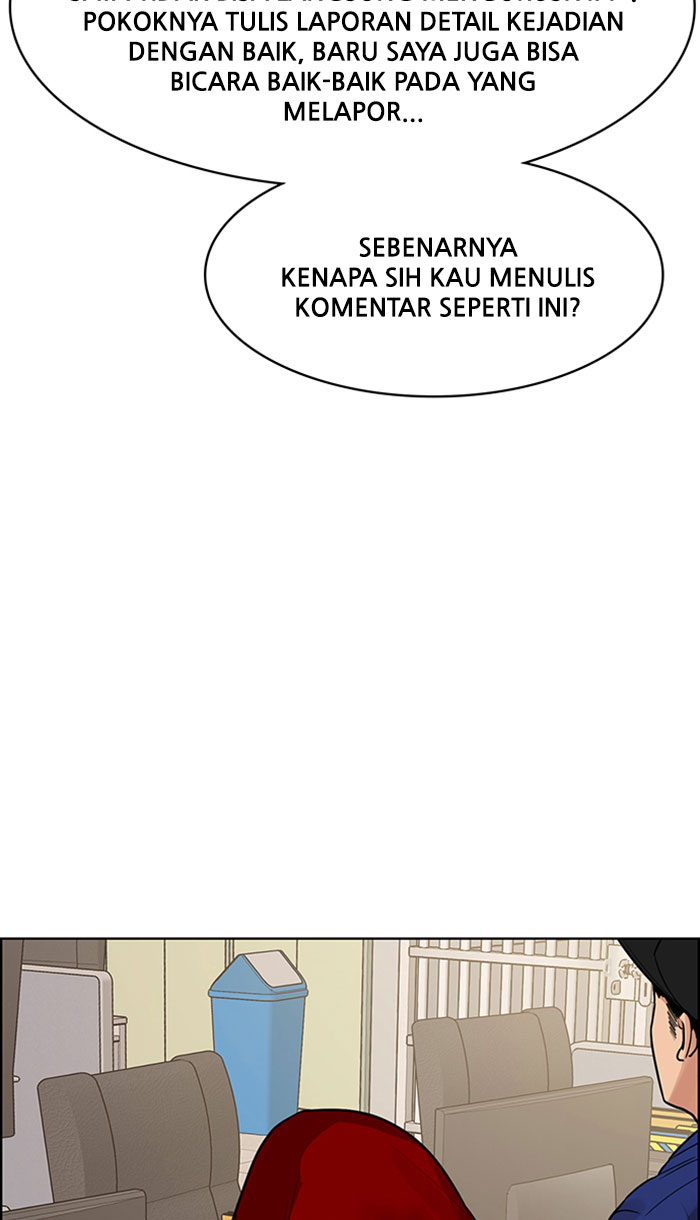 POKOKNYA TULIS LAPORAN DETAIL KEJADIAN
DENGAN BAIK, BARU SAYA JUGA BISA
BICARA BAIK-BAIK PADA YANG
MELAPOR...
SEBENARNYA
KENAPA SIH KAU MENULIS
KOMENTAR SEPERTI INI?